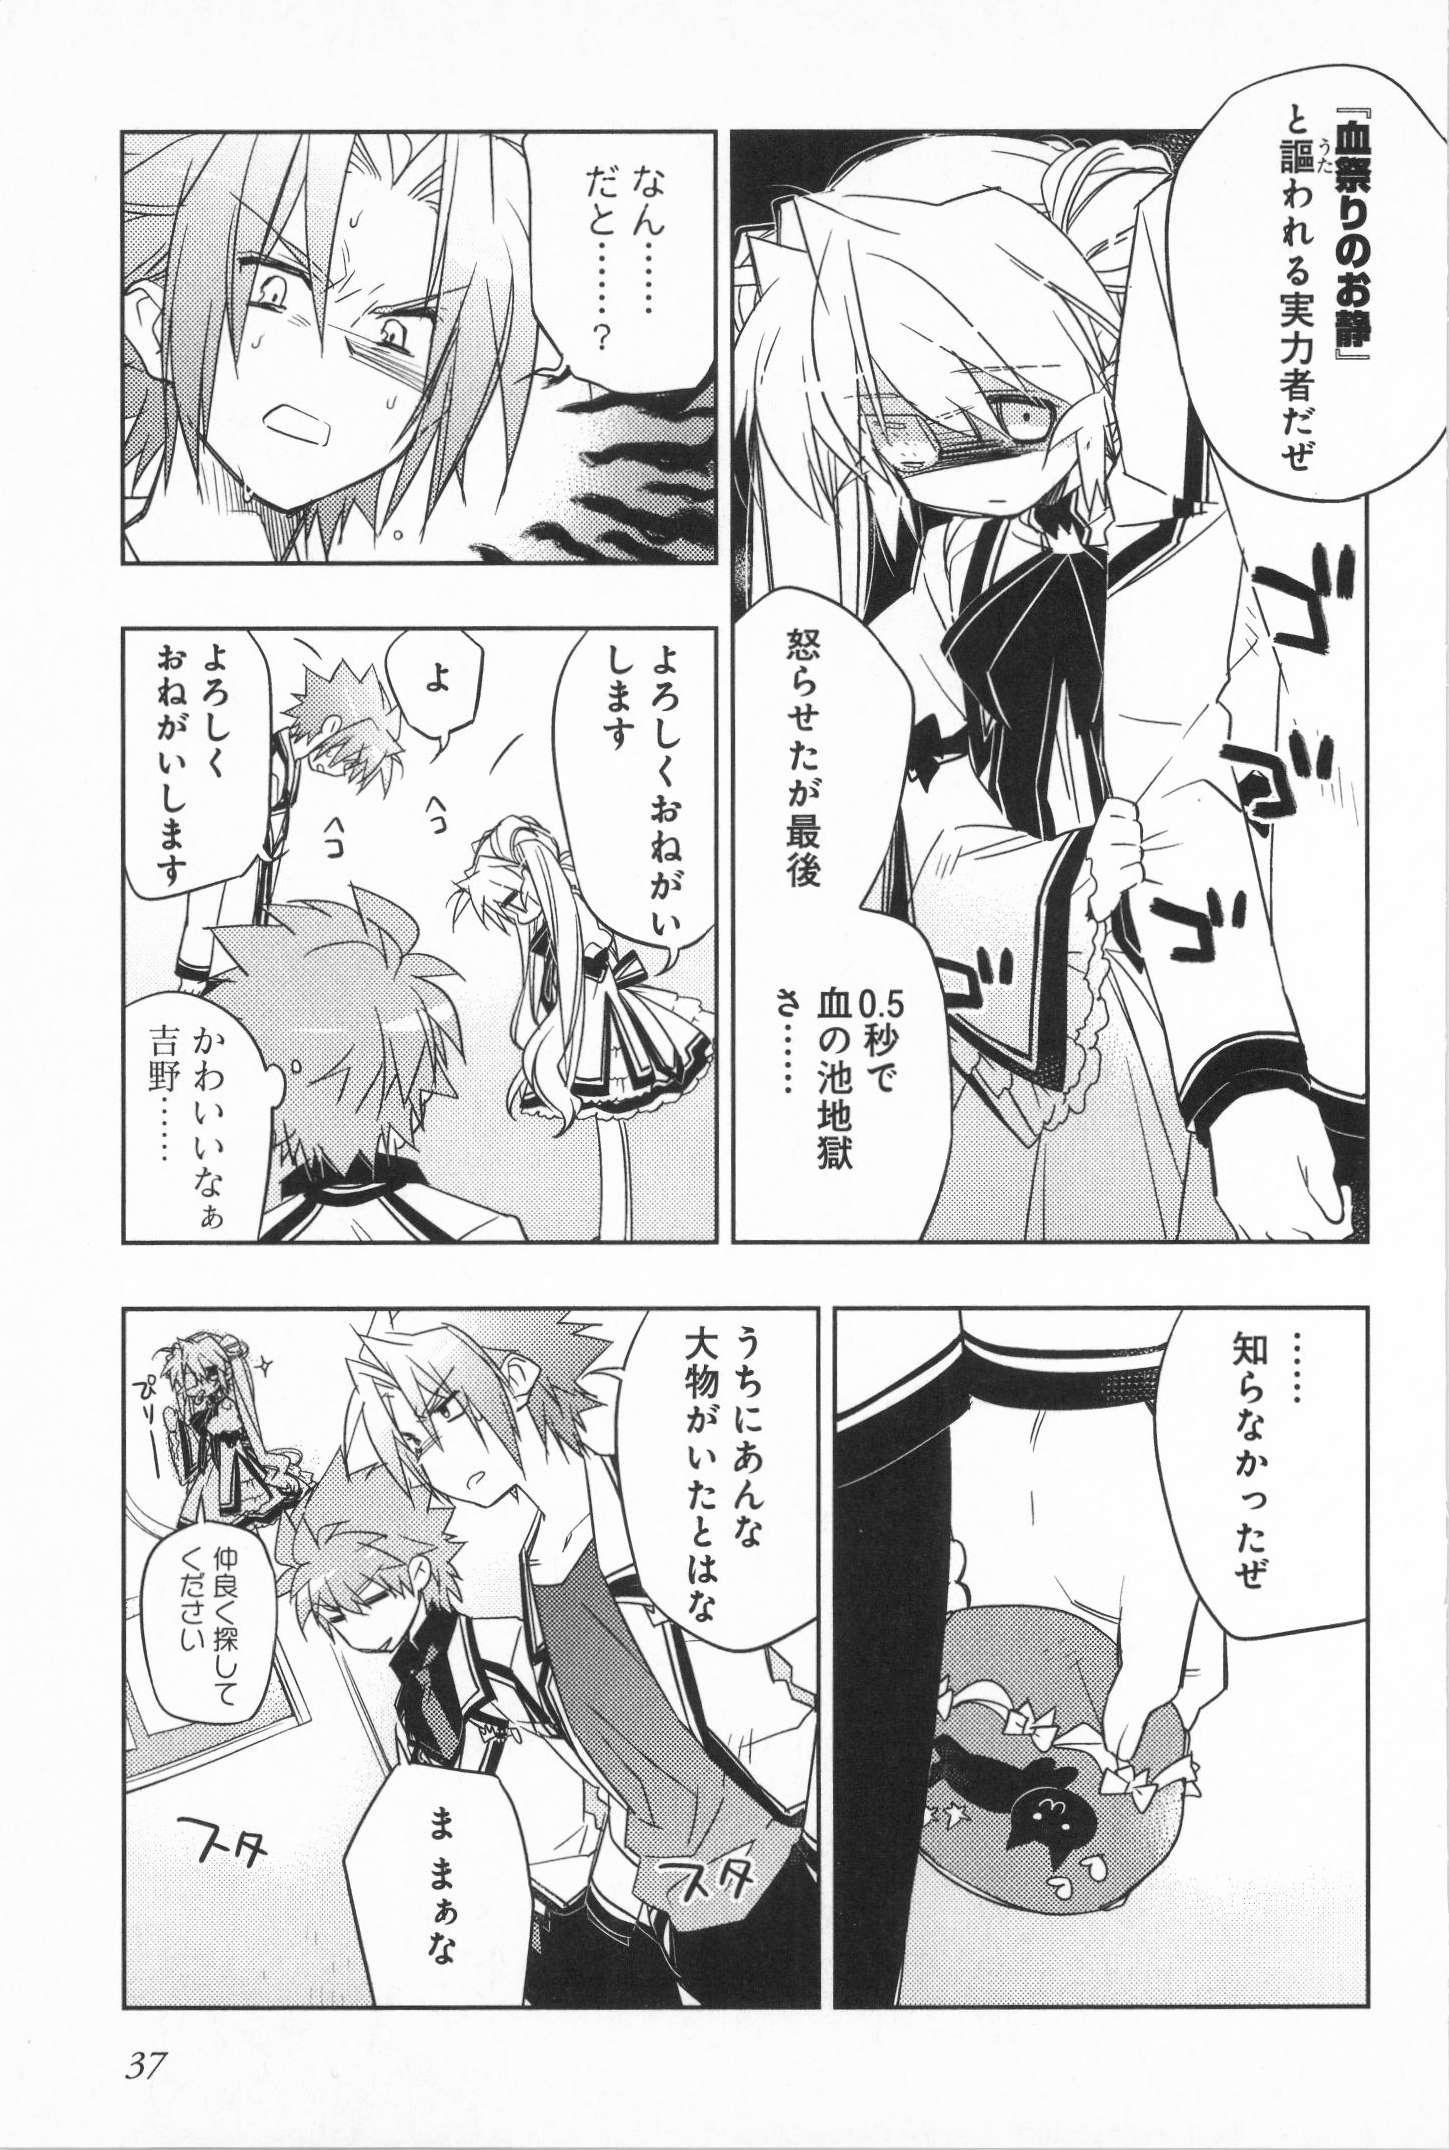 『血祭りのお静』
と謳われる実力者だぜ
うた
ゴゴゴゴ
怒らせたが最後
0.5秒で
血の池地獄
さ……
なん……
だと……?
よろしくおねがい
します
よ
よろしく
おねがいします
ペコ
ペコ
かわいいなぁ
吉野……
……
知らなかったぜ
うちにあんな
大物がいたとはな
ま まぁな
ぴりー
仲良く探して
ください
スタ
スタ
37